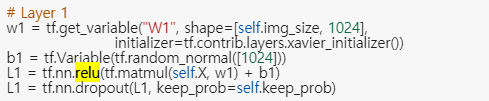 # Layer 1
w1 = tf.get_variable("W1", shape=[self.img_size, 1024],
initializer=tf.contrib.layers.xavier_initializer())
b1 = tf.Variable(tf.random_normal([1024]))
L1 = tf.nn.relu(tf.matmul(self.X, w1) + b1)
L1 = tf.nn.dropout(L1, keep_prob=self.keep_prob)